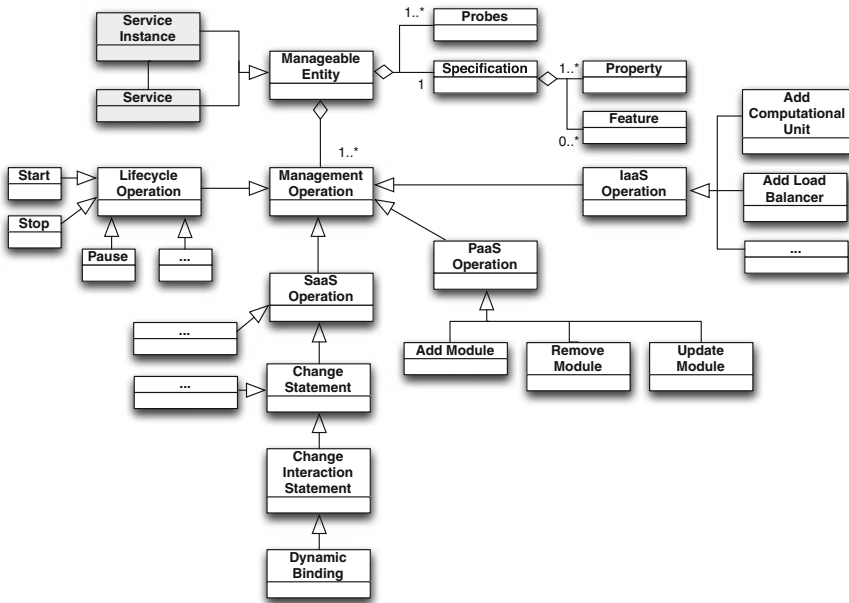 Service
Instance
Service
Manageable
Entity
1..*
Probes
1
Specification
1..*
Property
0..*
Feature
1..*
Add
Computational
Unit
Start
Stop
Lifecycle
Operation
Management
Operation
IaaS
Operation
Add Load
Balancer
Pause
...
SaaS
Operation
PaaS
Operation
...
...
Add Module
Remove
Module
Update
Module
...
Change
Statement
Change
Interaction
Statement
Dynamic
Binding